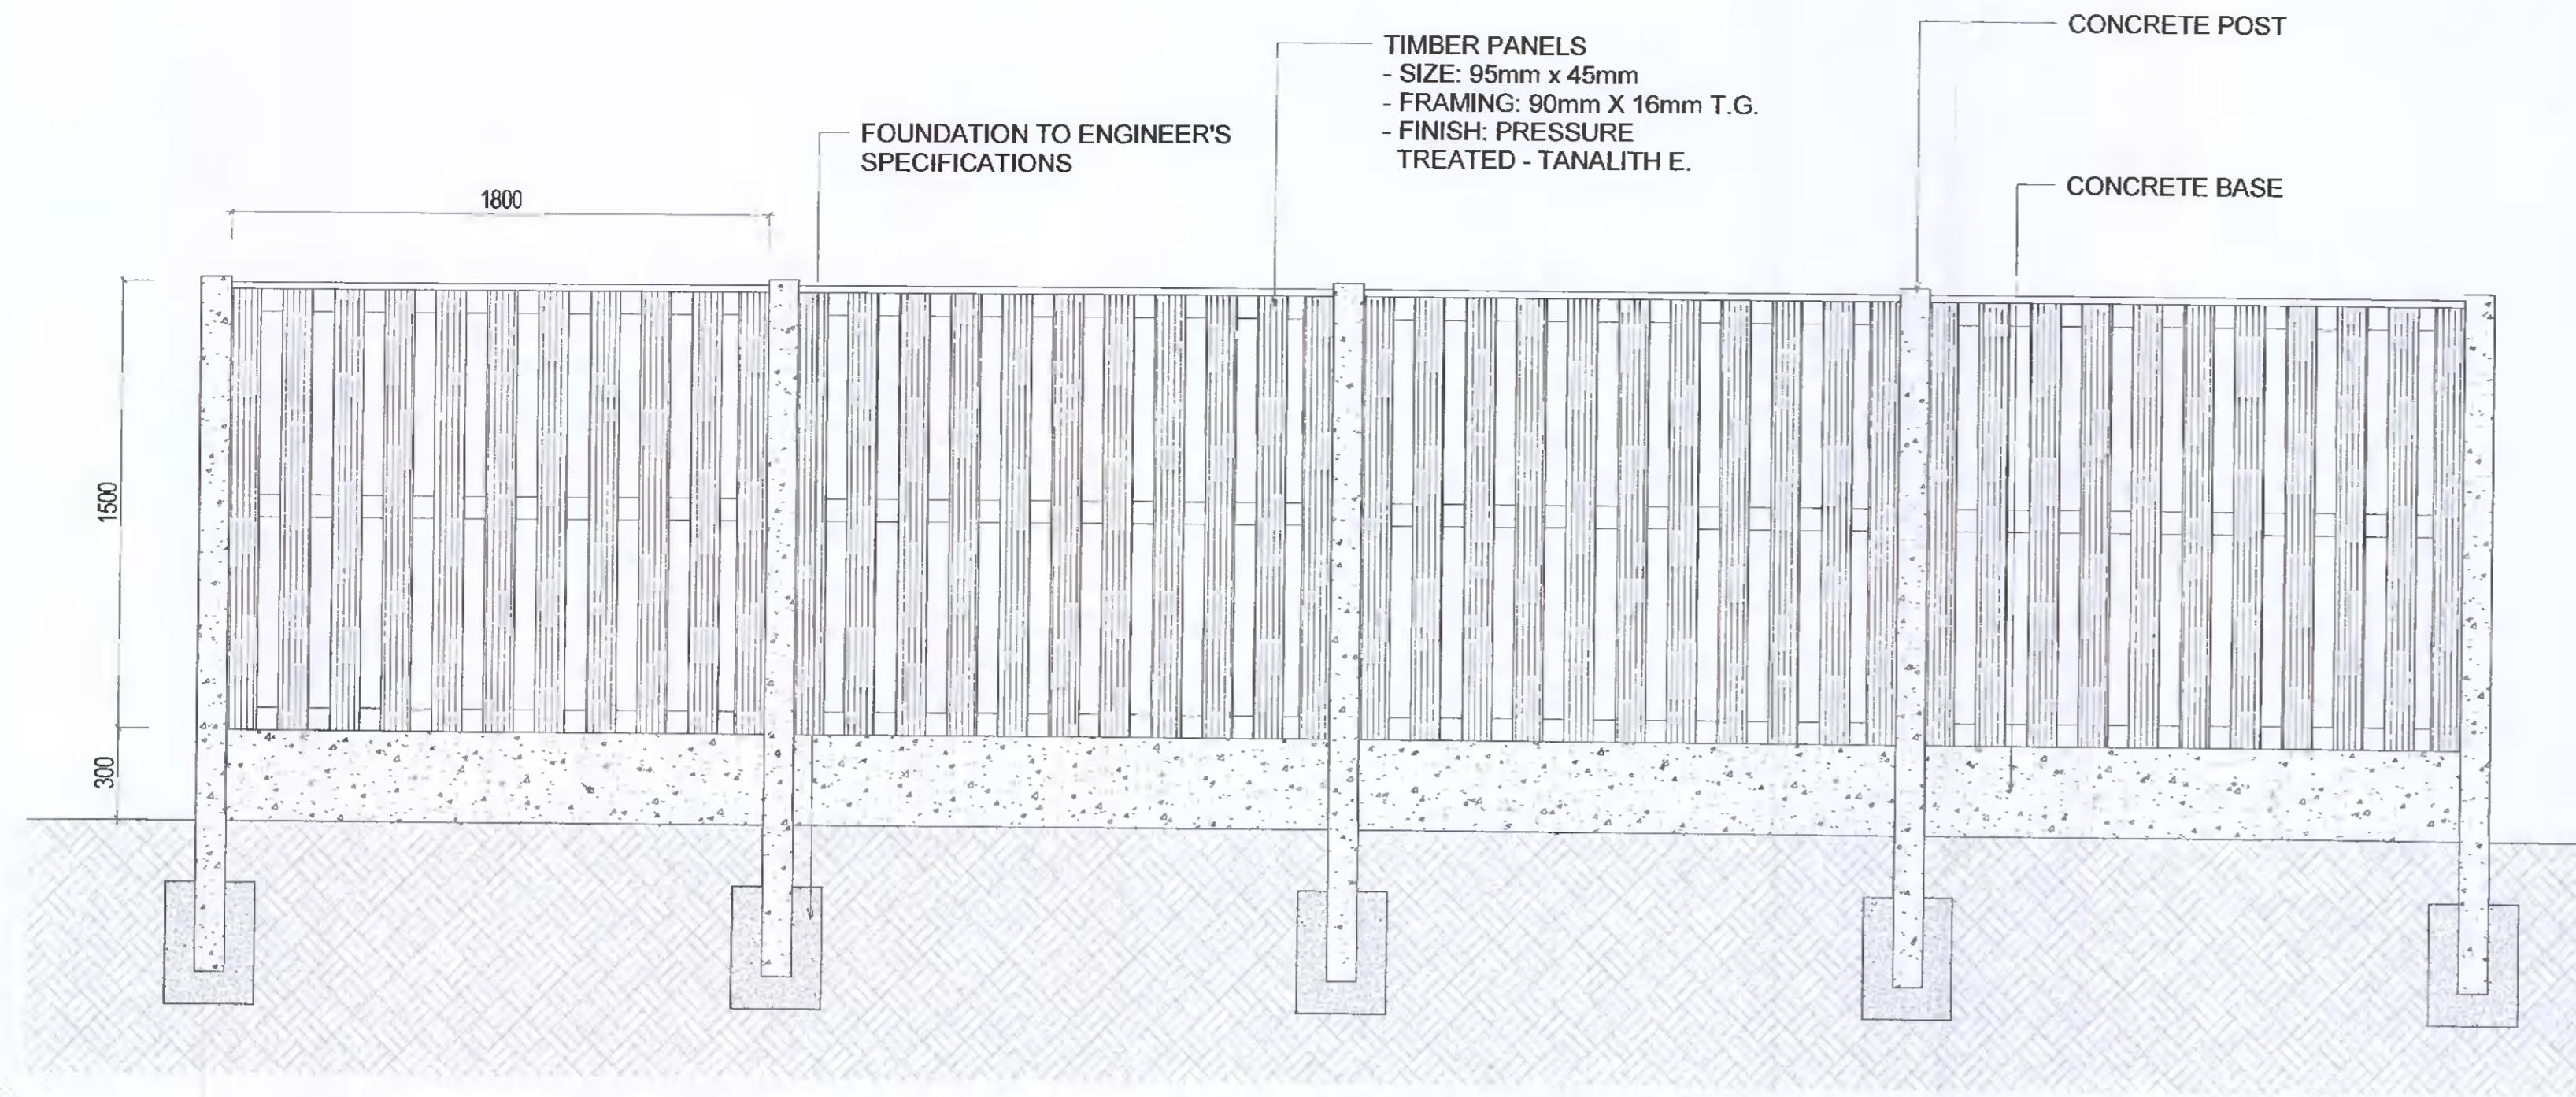 CONCRETE POST
TIMBER PANELS
- SIZE: 95mm x 45mm
- FRAMING: 90mm X 16mm T.G.
- FINISH: PRESSURE
TREATED - TANALITH E.
FOUNDATION TO ENGINEER'S
SPECIFICATIONS
CONCRETE BASE
1800
1500
300